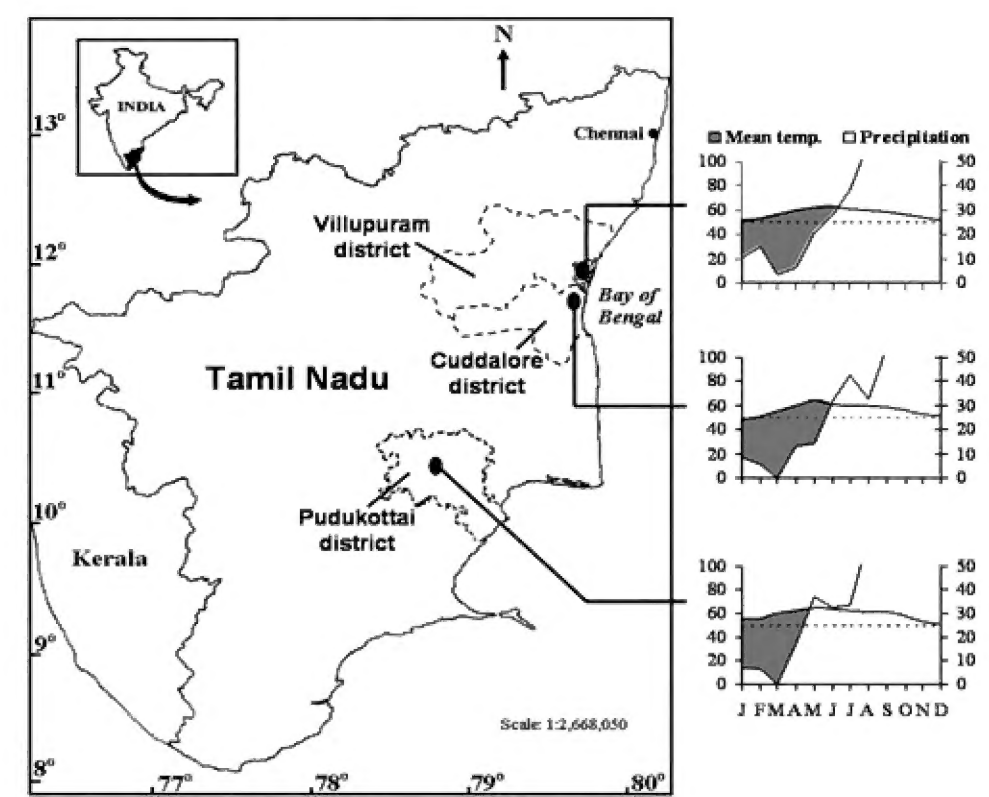 N
INDIA
13°
12°
11°
10°
9°
8°
77°
78°
79°
80°
Chennai
Villupuram
district
Bay of
Bengal
Cuddalore
district
Tamil Nadu
Pudukottai
district
Kerala
Scale: 1:2,668,050
Mean temp. Precipitation
100 50
80 40
60 30
40 20
20 10
0 0
100 50
80 40
60 30
40 20
20 10
0 0
100 50
80 40
60 30
40 20
20 10
0 0
J F M A M J J A S O N D